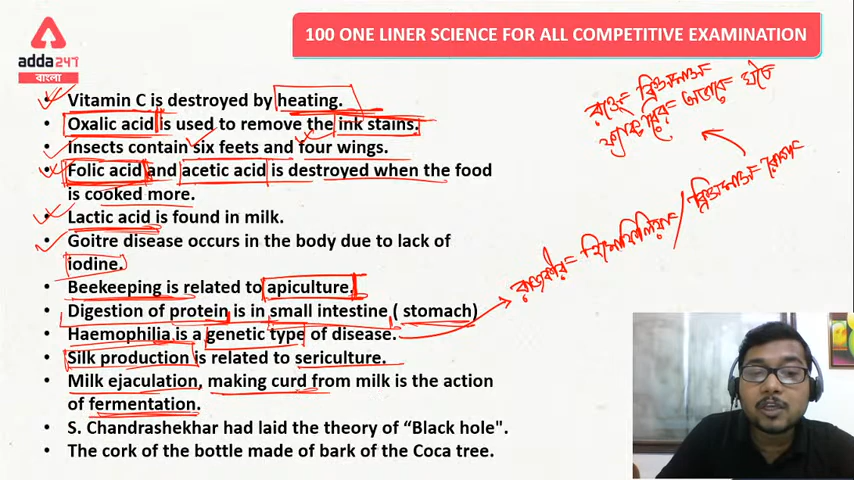 100 ONE LINER SCIENCE FOR ALL COMPETITIVE EXAMINATION
adda247
বাংলা
• Vitamin C is destroyed by heating.
• Oxalic acid is used to remove the ink stains.
• Insects contain six feets and four wings.
• Folic acid and acetic acid is destroyed when the food
is cooked more.
• Lactic acid is found in milk.
• Goitre disease occurs in the body due to lack of
iodine.
• Beekeeping is related to apiculture.
• Digestion of protein is in small intestine ( stomach)
• Haemophilia is a genetic type of disease.
• Silk production is related to sericulture.
• Milk ejaculation, making curd from milk is the action
of fermentation.
• S. Chandrashekhar had laid the theory of “Black hole".
• The cork of the bottle made of bark of the Coca tree.